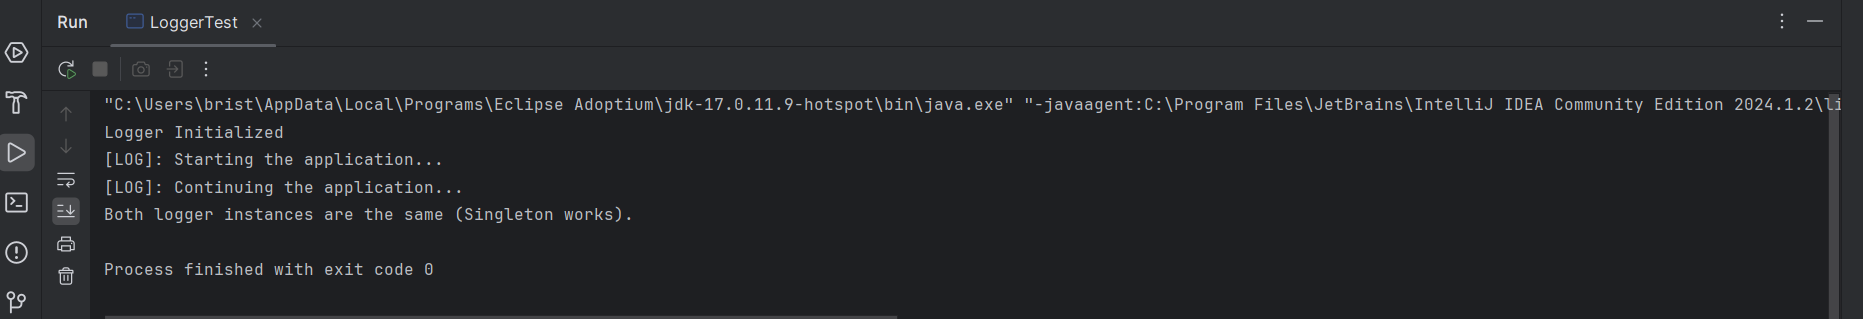 Run
LoggerTest
"C:\Users\brist\AppData\Local\Programs\Eclipse Adoptium\jdk-17.0.11.9-hotspot\bin\java.exe" "-javaagent:C:\Program Files\JetBrains\IntelliJ IDEA Community Edition 2024.1.2\li
Logger Initialized
[LOG]: Starting the application...
[LOG]: Continuing the application...
Both logger instances are the same (Singleton works).
Process finished with exit code 0